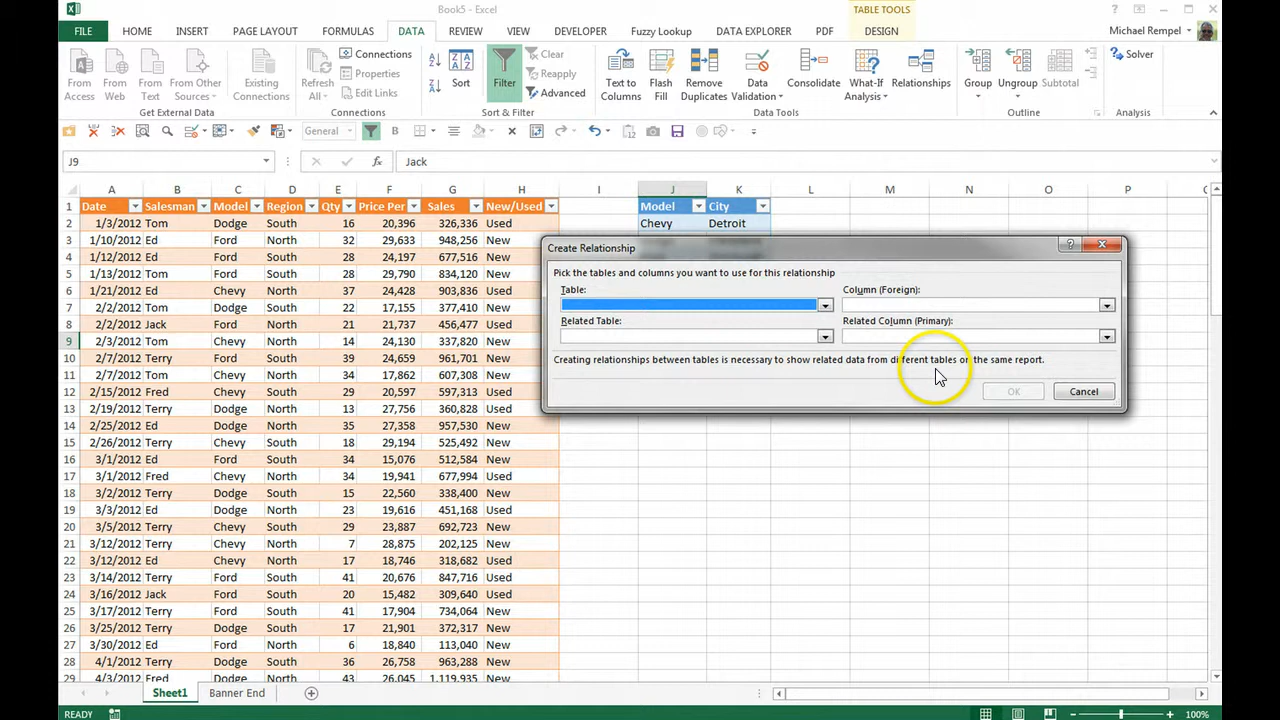 Book5 - Excel
TABLE TOOLS
FILE HOME INSERT PAGE LAYOUT FORMULAS DATA REVIEW VIEW DEVELOPER Fuzzy Lookup DATA EXPLORER PDF DESIGN Michael Rempel
From Access
From Web
From Text
From Other Sources
Existing Connections
Refresh All
Connections
Properties
Edit Links
Sort
Filter
Clear
Reapply
Advanced
Text to Columns
Flash Fill
Remove Duplicates
Data Validation
Consolidate
What-If Analysis
Relationships
Group
Ungroup
Subtotal
Solver
Get External Data Connections Sort & Filter Data Tools Outline Analysis
General
J9 Jack
A B C D E F G H I J K L M N O P
1 Date Salesman Model Region Qty Price Per Sales New/Used Model City
2 1/3/2012 Tom Dodge South 16 20,396 326,336 Used Chevy Detroit
3 1/10/2012 Ed Ford North 32 29,633 948,256 New
4 1/12/2012 Ed Ford South 28 24,197 677,516 New
5 1/13/2012 Tom Ford South 28 29,790 834,120 New
6 1/21/2012 Ed Ford North 37 24,428 903,836 Used
7 2/2/2012 Tom Dodge South 22 17,155 377,410 New
8 2/2/2012 Jack Ford North 21 21,737 456,477 Used
9 2/3/2012 Tom Dodge South 14 24,130 337,820 New
10 2/7/2012 Terry Ford North 39 24,659 961,701 New
11 2/7/2012 Tom Chevy South 34 17,862 607,308 New
12 2/15/2012 Fred Chevy South 29 20,597 597,313 Used
13 2/19/2012 Terry Dodge North 13 27,756 360,828 Used
14 2/25/2012 Ed Dodge South 35 27,358 957,530 New
15 2/26/2012 Terry Chevy South 18 29,194 525,492 New
16 3/1/2012 Ed Ford South 34 15,076 512,584 New
17 3/1/2012 Fred Chevy North 34 19,941 677,994 Used
18 3/2/2012 Terry Dodge South 15 22,560 338,400 New
19 3/3/2012 Ed Dodge North 23 19,616 451,168 Used
20 3/5/2012 Terry Chevy South 29 23,887 692,723 New
21 3/12/2012 Terry Chevy North 7 28,875 202,125 New
22 3/12/2012 Ed Chevy North 17 18,746 318,682 Used
23 3/14/2012 Terry Ford South 41 20,676 847,716 Used
24 3/16/2012 Jack Ford South 20 15,482 309,640 Used
25 3/17/2012 Terry Ford South 41 17,904 734,064 New
26 3/25/2012 Terry Ford South 17 21,901 372,317 New
27 3/30/2012 Ed Ford North 6 18,840 113,040 New
28 4/1/2012 Terry Dodge South 36 26,758 963,288 New
29 4/3/2012 Fred Dodge North 43 26,045 1,119,935 New
Create Relationship
Pick the tables and columns you want to use for this relationship
Table: Column (Foreign):
Related Table: Related Column (Primary):
Creating relationships between tables is necessary to show related data from different tables on the same report.
OK Cancel
Sheet1 Banner End
READY 100%